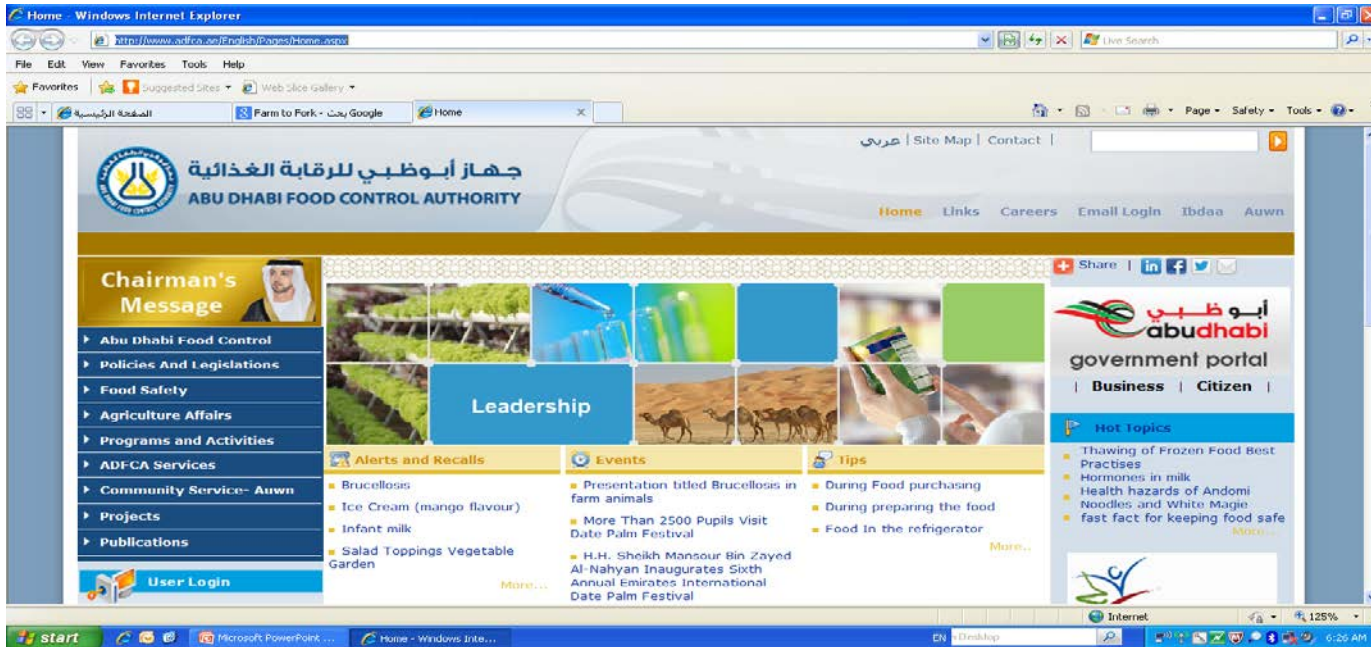 Home - Windows Internet Explorer
http://www.adfca.ae/English/Pages/Home.aspx
Live Search
File Edit View Favorites Tools Help
Favorites Suggested Sites Web Slice Gallery
الصفحة الرئيسية
Farm to Fork - بحث Google
Home
Page Safety Tools
عربي | Site Map | Contact |
جهاز أبوظبي للرقابة الغذائية
ABU DHABI FOOD CONTROL AUTHORITY
Home Links Careers Email Login Ibdaa Auwn
Chairman's
Message
Abu Dhabi Food Control
Policies And Legislations
Food Safety
Agriculture Affairs
Programs and Activities
ADFCA Services
Community Service- Auwn
Projects
Publications
User Login
Leadership
Alerts and Recalls
Brucellosis
Ice Cream (mango flavour)
Infant milk
Salad Toppings Vegetable
Garden
More...
Events
Presentation titled Brucellosis in
farm animals
More Than 2500 Pupils Visit
Date Palm Festival
H.H. Sheikh Mansour Bin Zayed
Al-Nahyan Inaugurates Sixth
Annual Emirates International
Date Palm Festival
Tips
During Food purchasing
During preparing the food
Food In the refrigerator
More...
Share |
أبوظبي
abudhabi
government portal
| Business | Citizen |
Hot Topics
Thawing of Frozen Food Best
Practises
Hormones in milk
Health hazards of Andomi
Noodles and White Magie
fast fact for keeping food safe
More...
Internet
125%
start
Microsoft PowerPoint ...
Home - Windows Inte...
EN
Desktop
6:26 AM